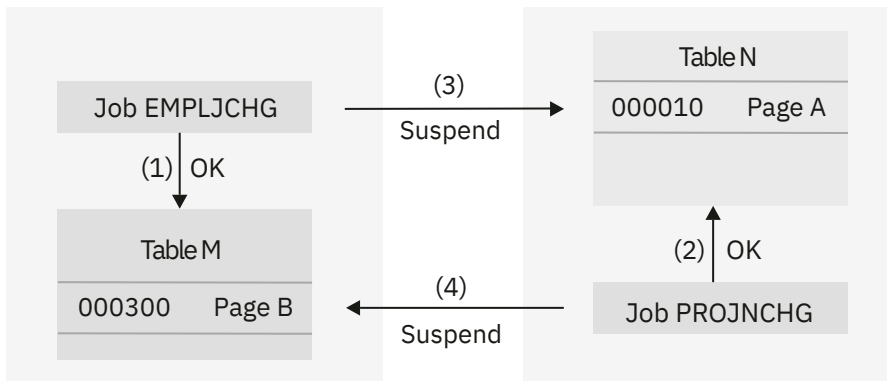 Job EMPLJCHG
(1) OK
Table M
000300 Page B
(3)
Suspend
(4)
Suspend
Table N
000010 Page A
(2) OK
Job PROJNCHG